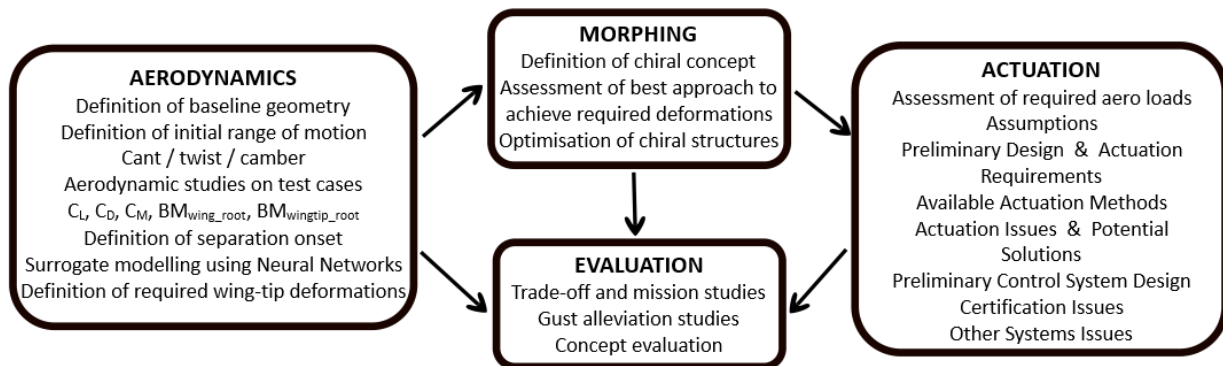 AERODYNAMICS
Definition of baseline geometry
Definition of initial range of motion
Cant / twist / camber
Aerodynamic studies on test cases
CL, CD, CM, BMwing_root, BMwingtip_root
Definition of separation onset
Surrogate modelling using Neural Networks
Definition of required wing-tip deformations
MORPHING
Definition of chiral concept
Assessment of best approach to
achieve required deformations
Optimisation of chiral structures
EVALUATION
Trade-off and mission studies
Gust alleviation studies
Concept evaluation
ACTUATION
Assessment of required aero loads
Assumptions
Preliminary Design & Actuation
Requirements
Available Actuation Methods
Actuation Issues & Potential
Solutions
Preliminary Control System Design
Certification Issues
Other Systems Issues